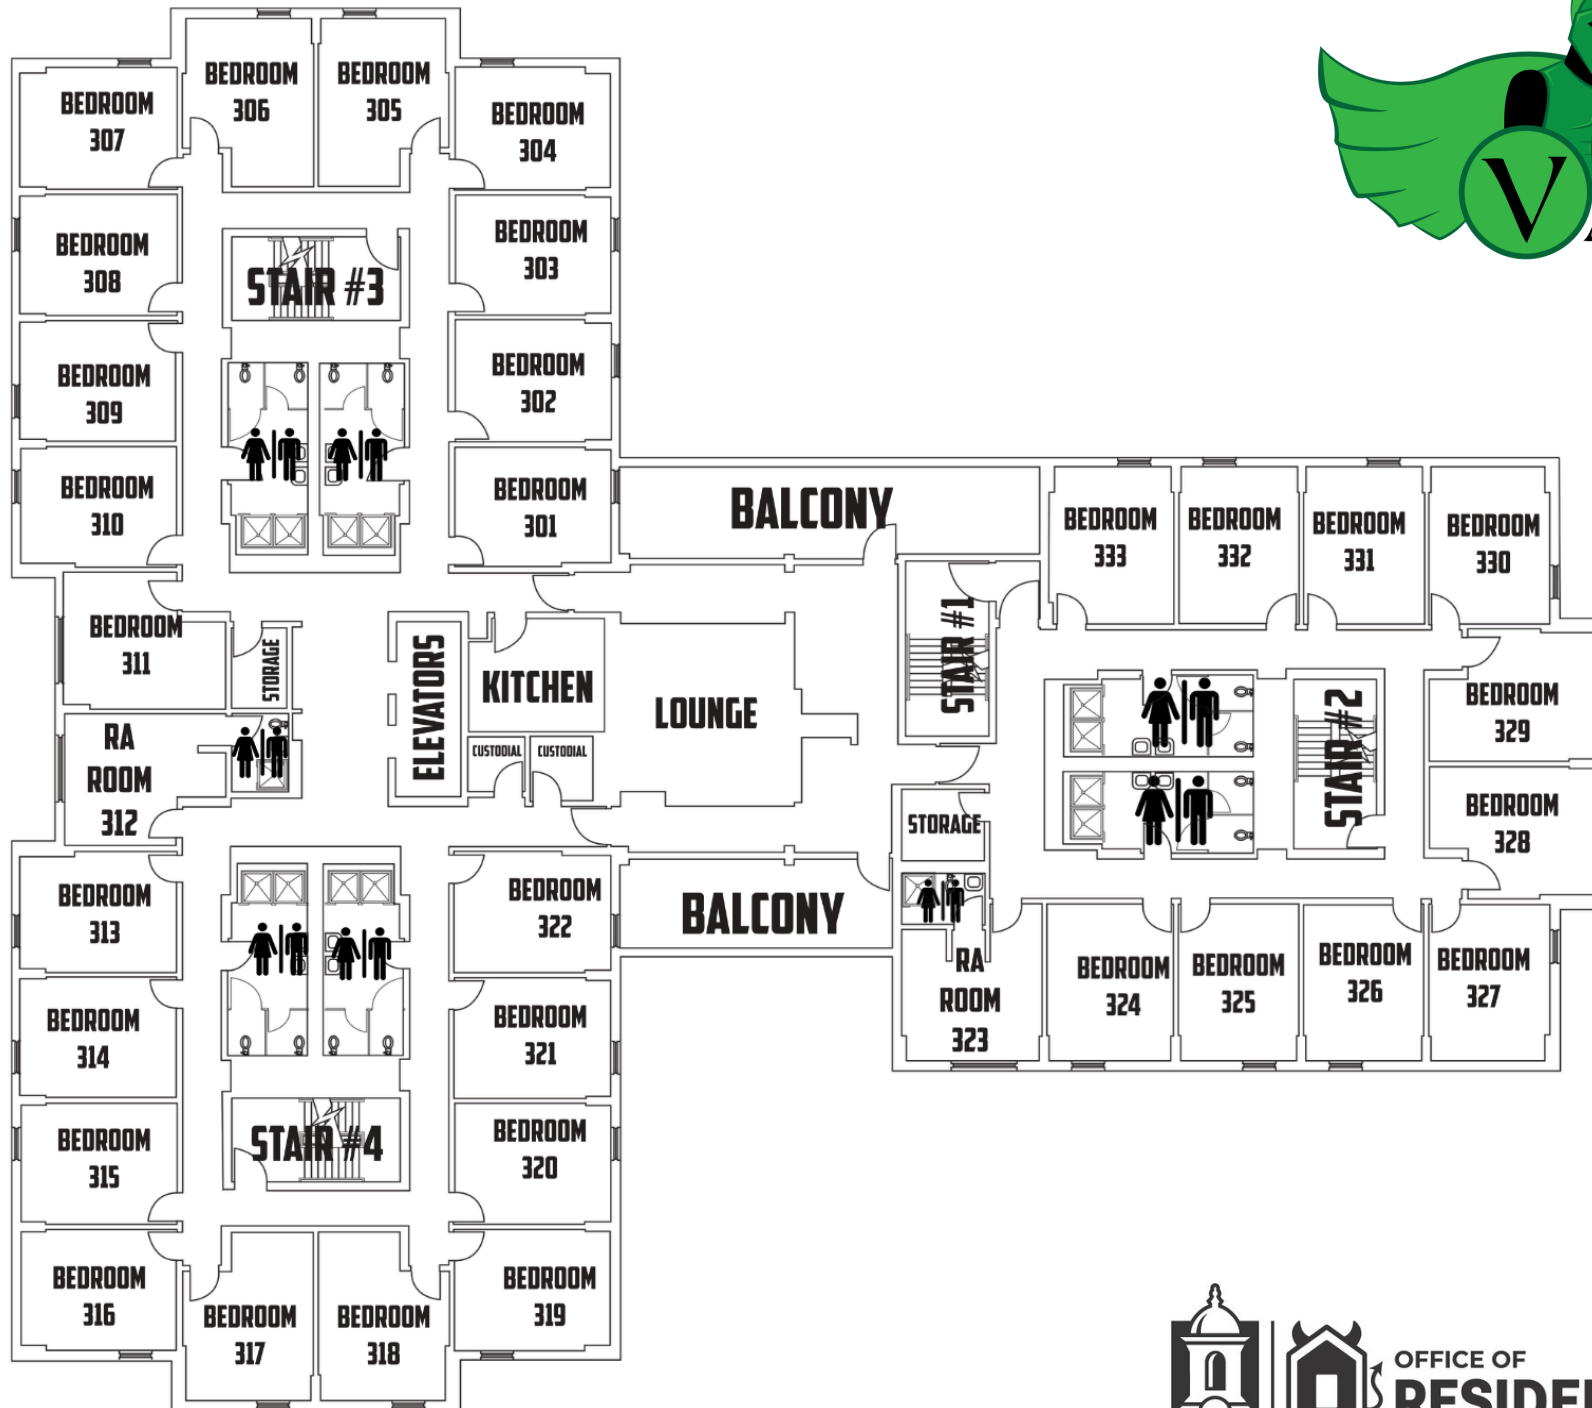 BEDROOM
306
BEDROOM
305
BEDROOM
307
BEDROOM
304
BEDROOM
308
BEDROOM
303
STAIR #3
BEDROOM
309
BEDROOM
302
BEDROOM
310
BEDROOM
301
BALCONY
BEDROOM
333
BEDROOM
332
BEDROOM
331
BEDROOM
330
BEDROOM
311
STORAGE
ELEVATORS
KITCHEN
LOUNGE
STAIR #1
CUSTODIAL
CUSTODIAL
RA
ROOM
312
STAIR #2
BEDROOM
329
BEDROOM
328
STORAGE
BEDROOM
313
BEDROOM
322
BALCONY
RA
ROOM
323
BEDROOM
324
BEDROOM
325
BEDROOM
326
BEDROOM
327
BEDROOM
314
BEDROOM
321
STAIR #4
BEDROOM
315
BEDROOM
320
BEDROOM
316
BEDROOM
317
BEDROOM
318
BEDROOM
319
V
OFFICE OF